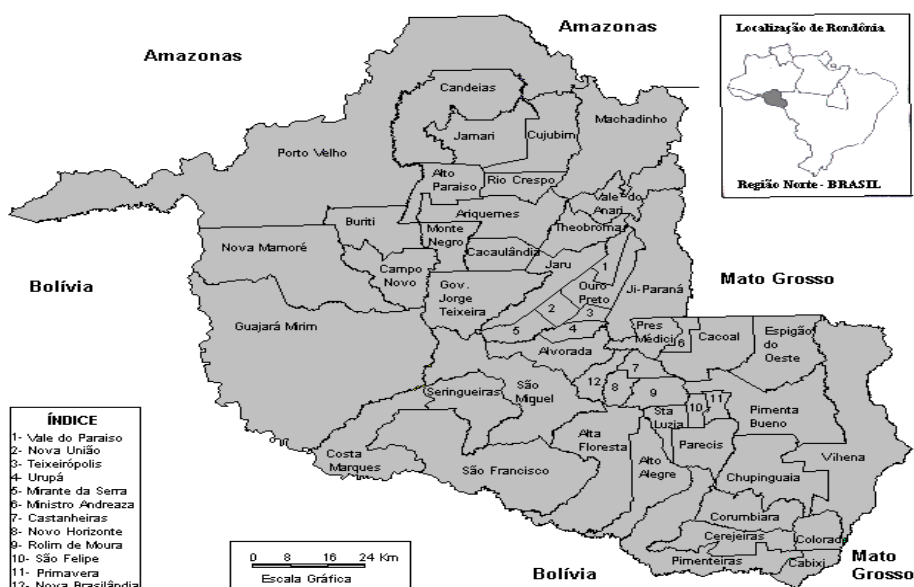 Amazonas
Amazonas
Localização de Rondônia
Região Norte - BRASIL
Candeias
Jamari
Cujubim
Machadinho
Porto Velho
Alto
Paraiso
Rio Crespo
Vale do
Anari
Buriti
Ariquemes
Theobroma
Monte
Negro
Nova Mamoré
Cacaulândia
Jaru
1
Campo
Novo
Bolívia
Mato Grosso
Gov.
Jorge
Teixeira
Ouro
Preto
Ji-Paraná
2
3
Guajará Mirim
5
4
Pres
Médici
6
Cacoal
Espigão
do
Oeste
Alvorada
7
12
8
9
10
11
Seringueiras
São
Miguel
Sta
Luzia
Pimenta
Bueno
Alta
Floresta
Parecis
Vilhena
Costa
Marques
São Francisco
Alto
Alegre
Chupinguaia
Corumbiara
Cerejeiras
Colorado
Pimenteiras
Cabixi
Mato
Grosso
Bolívia
ÍNDICE
1- Vale do Paraiso
2- Nova União
3- Teixeirópolis
4- Urupá
5- Mirante da Serra
6- Ministro Andreaza
7- Castanheiras
8- Novo Horizonte
9- Rolim de Moura
10- São Felipe
11- Primavera
12- Nova Brasilândia
0 8 16 24 Km
Escala Gráfica